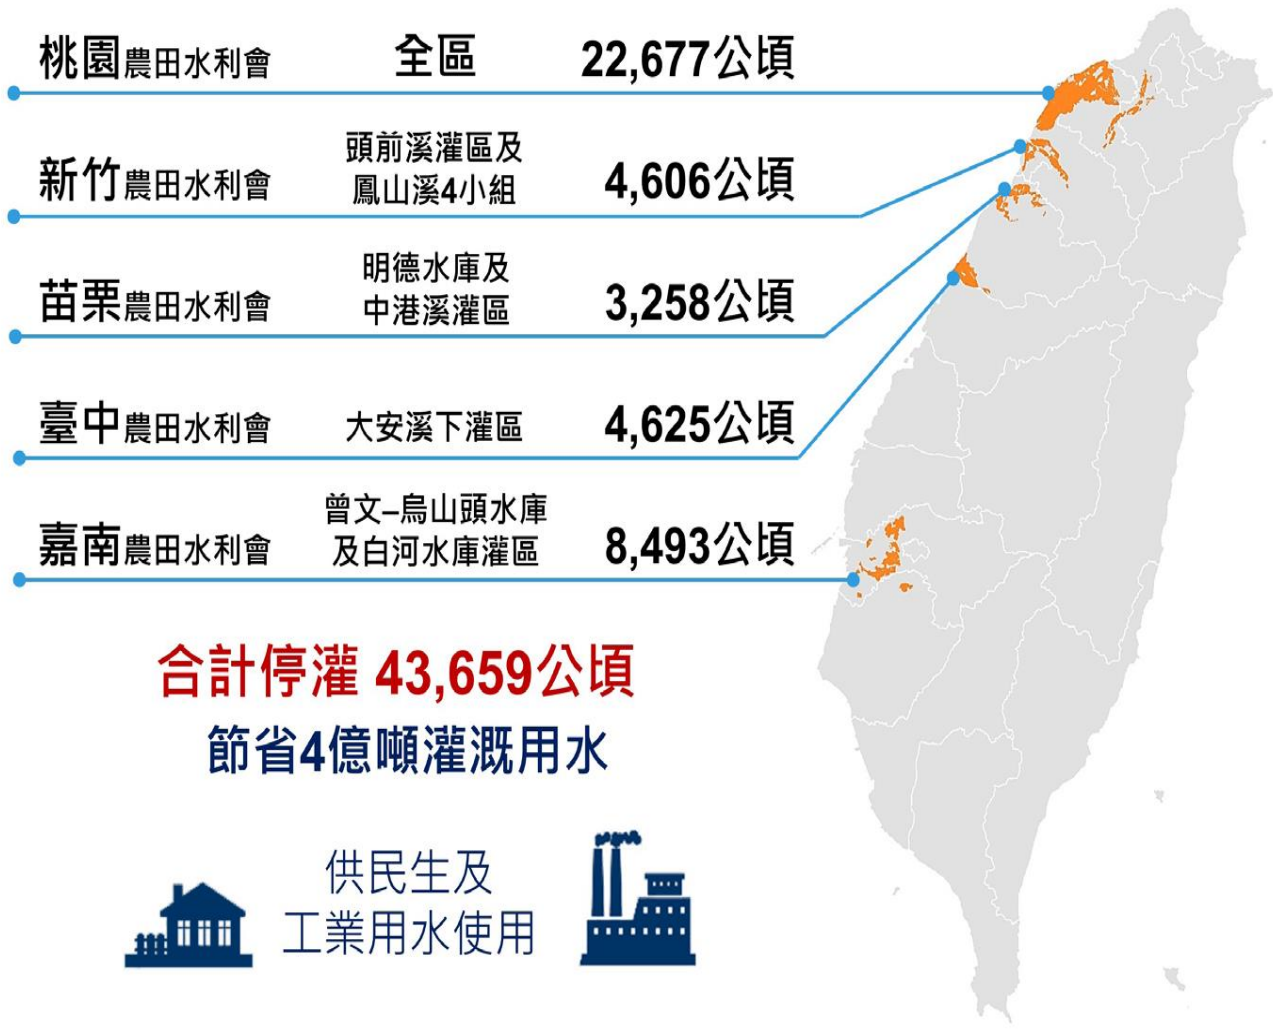 桃園農田水利會 全區 22,677公頃
新竹農田水利會 頭前溪灌區及
鳳山溪4小組 4,606公頃
苗栗農田水利會 明德水庫及
中港溪灌區 3,258公頃
臺中農田水利會 大安溪下灌區 4,625公頃
嘉南農田水利會 曾文–烏山頭水庫
及白河水庫灌區 8,493公頃
合計停灌 43,659公頃
節省4億噸灌溉用水
供民生及
工業用水使用